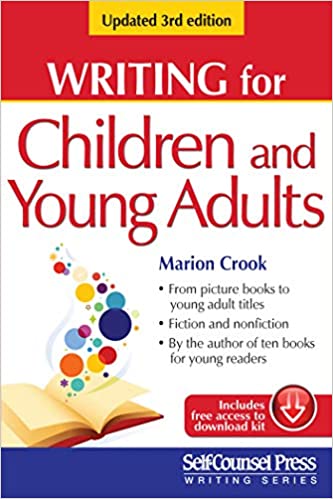 Updated 3rd edition
WRITING for
Children and
Young Adults
Marion Crook
• From picture books to
young adult titles
• Fiction and nonfiction
• By the author of ten books
for young readers
Includes
free access to
download kit
Self-Counsel Press
WRITING SERIES